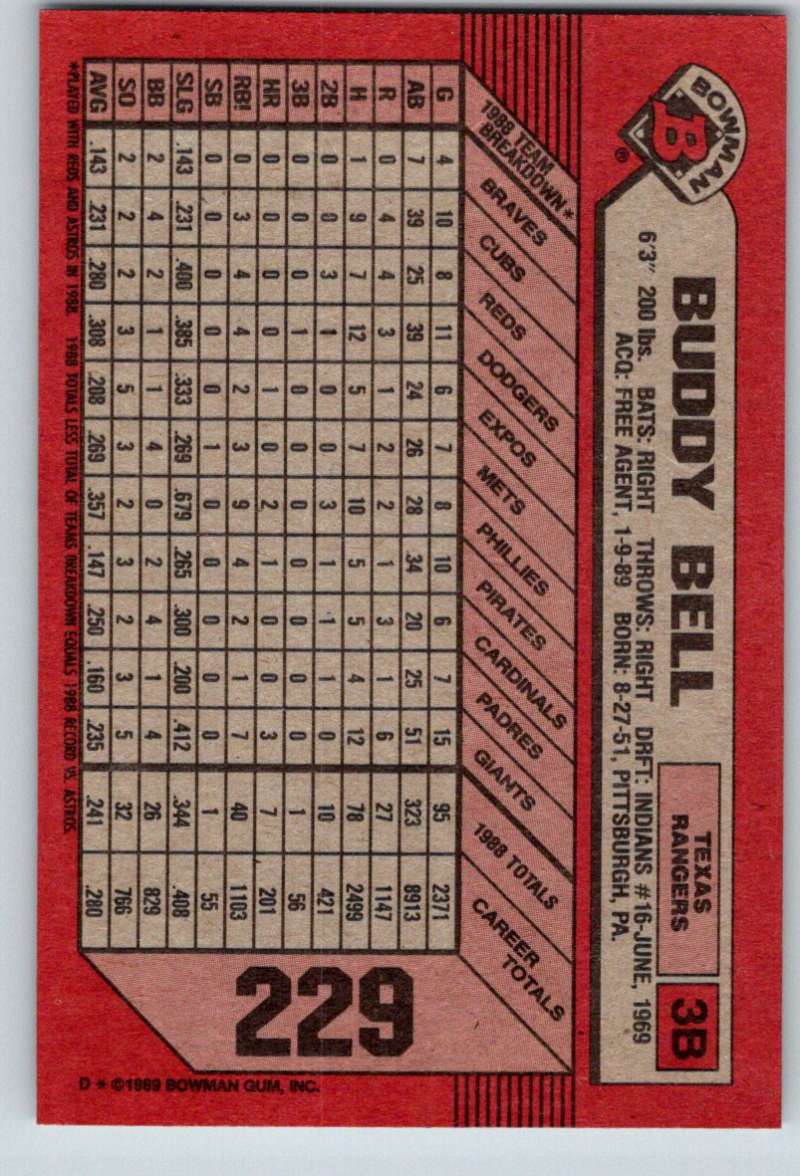 BOWMAN
B
®
BUDDY BELL
TEXAS
RANGERS
3B
6'3" 200 lbs. BATS: RIGHT THROWS: RIGHT DRFT: INDIANS #16-JUNE, 1969
ACQ: FREE AGENT, 1-9-89 BORN: 8-27-51, PITTSBURGH, PA.
1988 TEAM
BREAKDOWN*
BRAVES
CUBS
REDS
DODGERS
EXPOS
METS
PHILLIES
PIRATES
CARDINALS
PADRES
GIANTS
1988 TOTALS
CAREER
TOTALS
G 4 10 8 11 6 7 8 10 6 7 15 95 2371
AB 7 39 25 39 24 26 28 34 20 25 51 323 8913
R 0 4 4 3 1 2 2 1 3 1 6 27 1147
H 1 9 7 12 5 7 10 5 5 4 12 78 2499
2B 0 0 3 1 0 0 3 1 1 1 0 10 421
3B 0 0 0 1 0 0 0 0 0 0 0 1 56
HR 0 0 0 0 1 0 2 1 0 0 3 7 201
RBI 0 3 4 4 2 3 9 4 2 1 7 40 1103
SB 0 0 0 0 0 1 0 0 0 0 0 1 55
SLG .143 .231 .400 .385 .333 .269 .679 .265 .300 .200 .412 .344 .408
BB 2 4 2 1 1 4 0 2 4 1 4 26 829
SO 2 2 2 3 5 3 2 3 2 3 5 32 766
AVG .143 .231 .280 .308 .208 .269 .357 .147 .250 .160 .235 .241 .280
*PLAYED WITH REDS AND ASTROS IN 1988. 1988 TOTALS LESS TOTAL OF TEAMS BREAKDOWN EQUALS 1988 RECORD VS. ASTROS.
229
D * ©1989 BOWMAN GUM, INC.